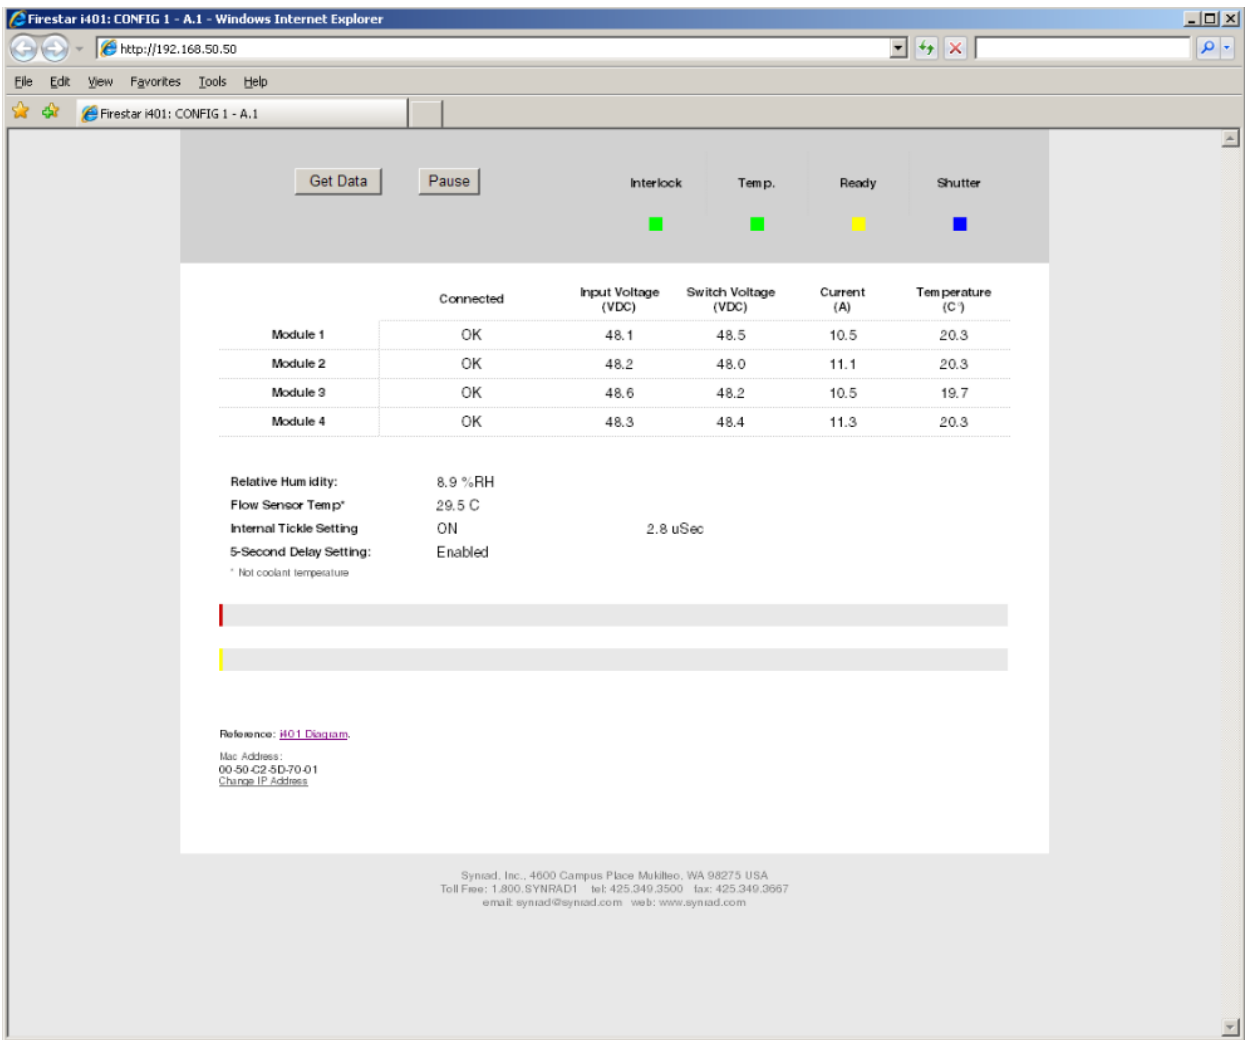 Firestar i401: CONFIG 1 - A.1 - Windows Internet Explorer
http://192.168.50.50
File Edit View Favorites Tools Help
Firestar i401: CONFIG 1 - A.1
Get Data Pause Interlock Temp. Ready Shutter
Connected Input Voltage (VDC) Switch Voltage (VDC) Current (A) Temperature (C°)
Module 1 OK 48.1 48.5 10.5 20.3
Module 2 OK 48.2 48.0 11.1 20.3
Module 3 OK 48.6 48.2 10.5 19.7
Module 4 OK 48.3 48.4 11.3 20.3
Relative Humidity: 8.9 %RH
Flow Sensor Temp* 29.5 C
Internal Tickle Setting ON 2.8 uSec
5-Second Delay Setting: Enabled
* Not coolant temperature
Reference: i401 Diagram.
Mac Address:
00-50-C2-5D-70-01
Change IP Address
Synrad, Inc., 4600 Campus Place Mukilteo, WA 98275 USA
Toll Free: 1.800.SYNRAD1 tel: 425.349.3500 fax: 425.349.3667
email: synrad@synrad.com web: www.synrad.com